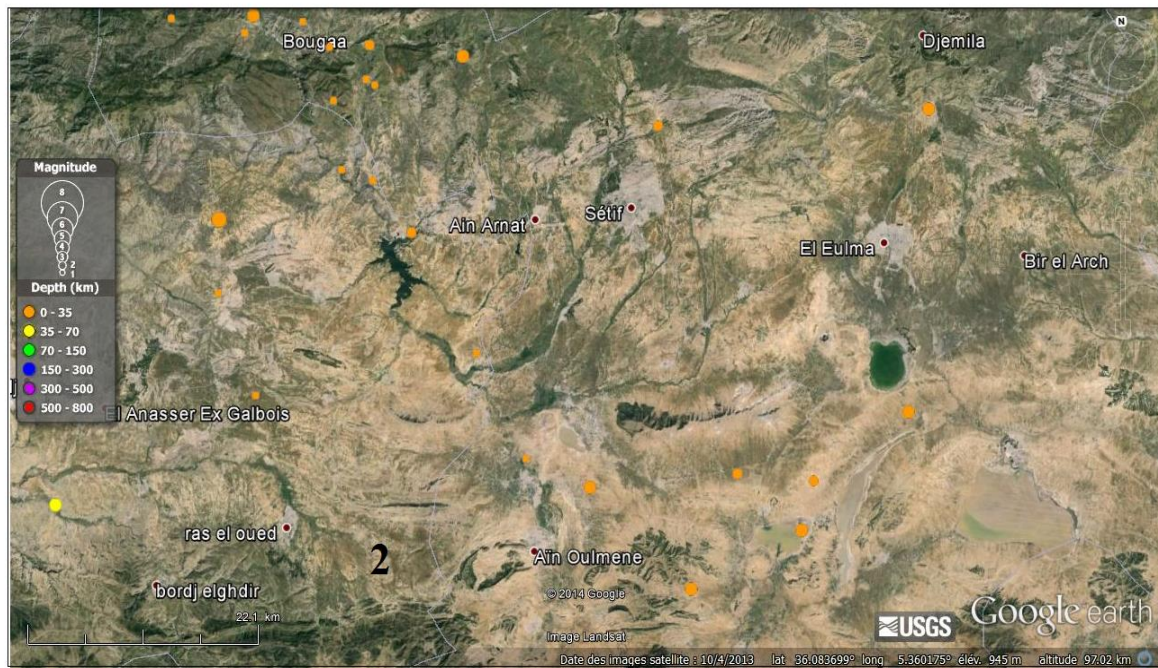 Bougaa
Djemila
N
Magnitude
8
7
6
5
4
3
2
1
Ain Arnat
Sétif
El Eulma
Bir el Arch
Depth (km)
0 - 35
35 - 70
70 - 150
150 - 300
300 - 500
500 - 800
El Anasser Ex Galbois
ras el oued
2
Aïn Oulmene
bordj elghdir
© 2014 Google
22.1 km
USGS
Google earth
Image Landsat
Date des images satellite : 10/4/2013 lat 36.083699° long 5.360175° élév. 945 m altitude 97.02 km